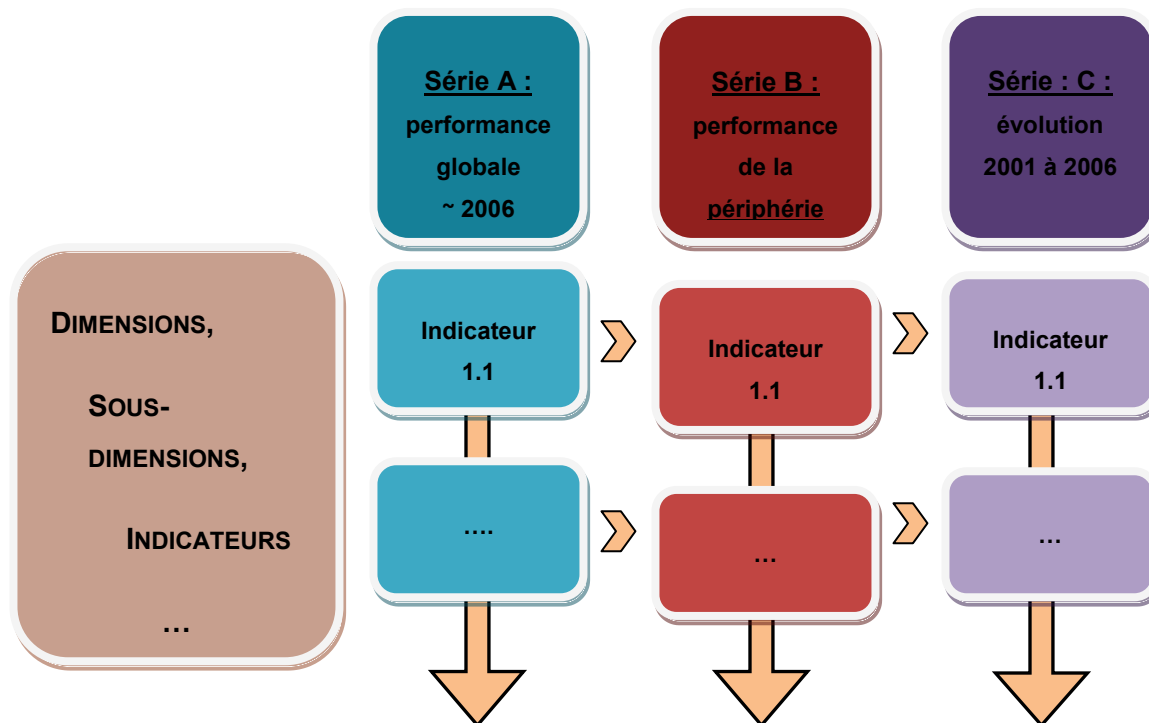 Série A :
performance
globale
~ 2006
Série B :
performance
de la
périphérie
Série : C :
évolution
2001 à 2006
DIMENSIONS,
SOUS-
DIMENSIONS,
INDICATEURS
…
Indicateur
1.1
Indicateur
1.1
Indicateur
1.1
….
…
…